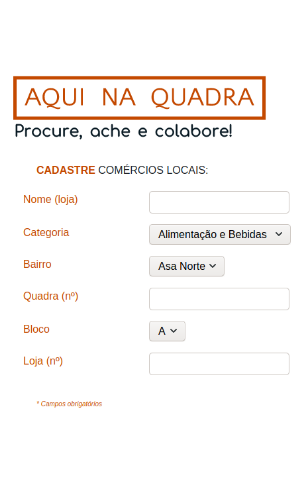 AQUI NA QUADRA
Procure, ache e colabore!
CADASTRE COMÉRCIOS LOCAIS:
Nome (loja)
Categoria Alimentação e Bebidas
Bairro Asa Norte
Quadra (nº)
Bloco A
Loja (nº)
* Campos obrigatórios